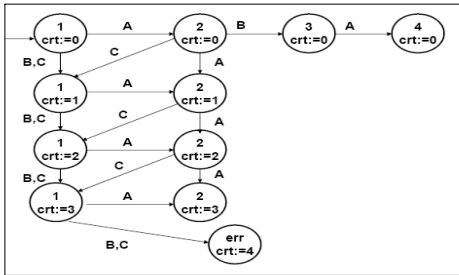 1 A 2 B 3 A 4
crt:=0 crt:=0 crt:=0 crt:=0
C
B,C A
1 A 2
crt:=1 crt:=1
C
B,C A
1 A 2
crt:=2 crt:=2
C
B,C A
1 A 2
crt:=3 crt:=3
B,C err
crt:=4